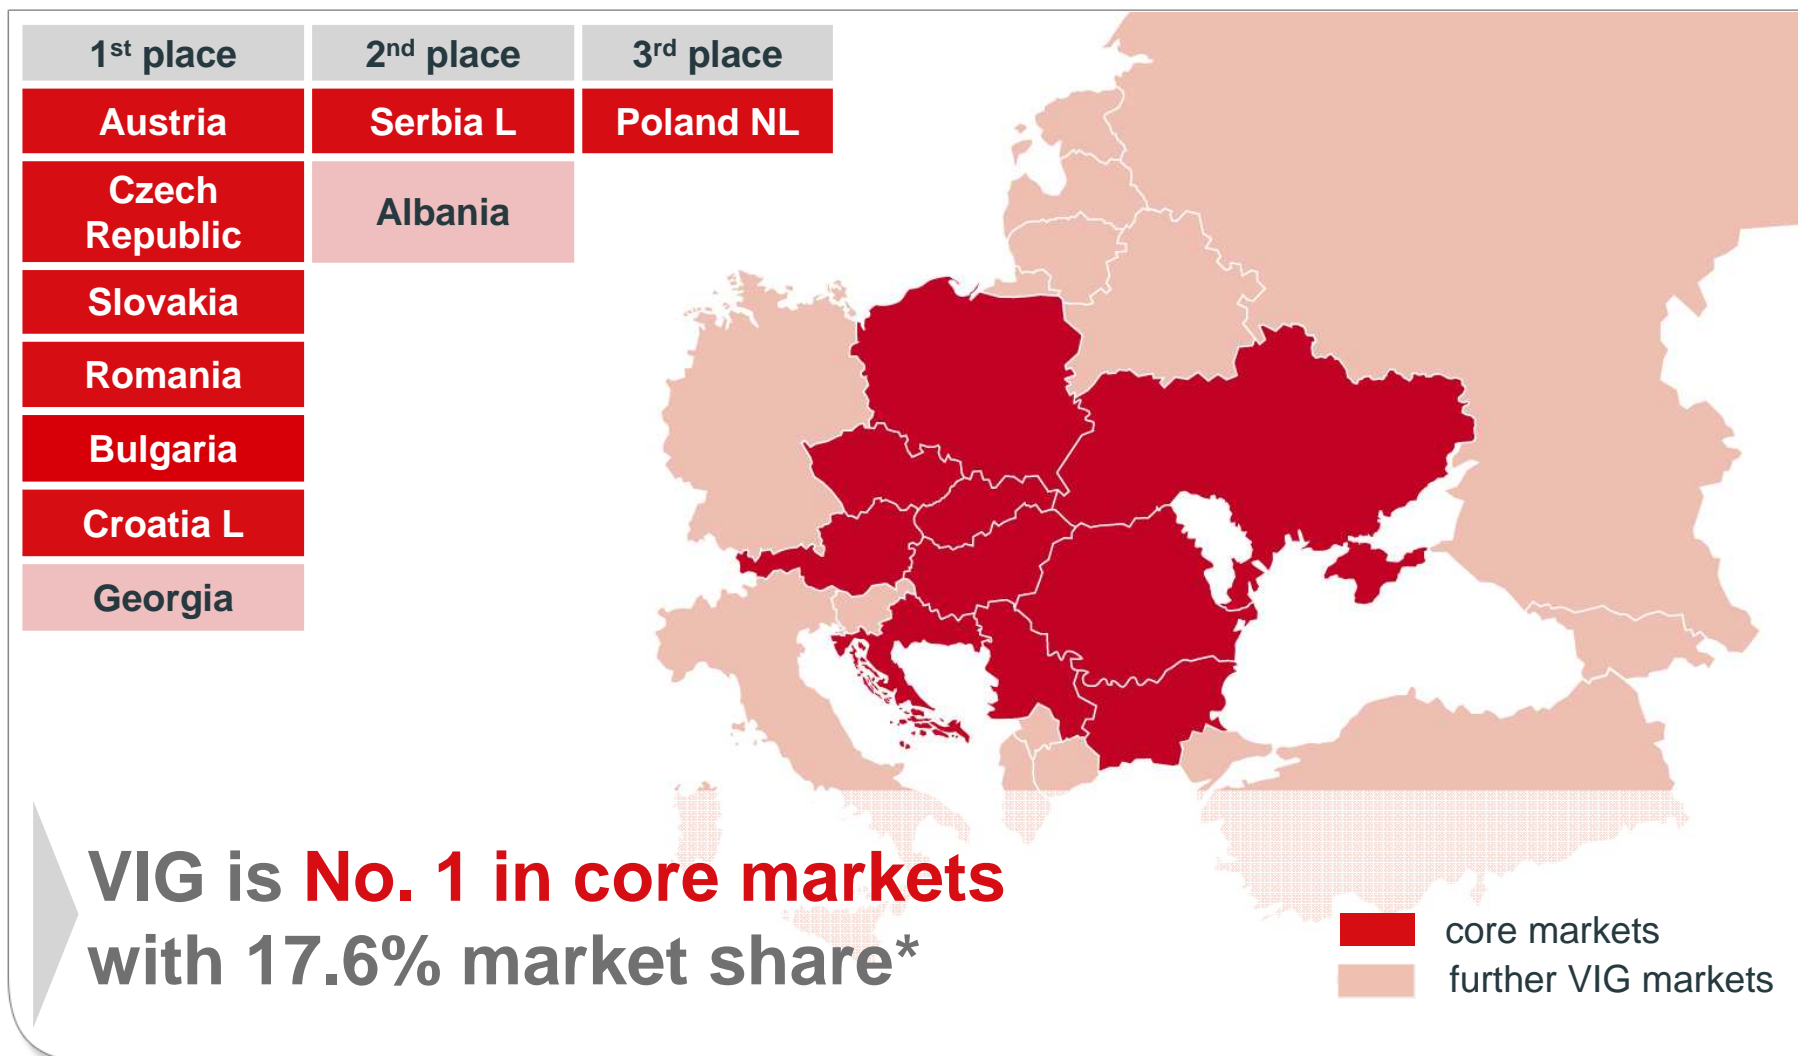 1st place
2nd place
3rd place
Austria
Serbia L
Poland NL
Czech
Republic
Albania
Slovakia
Romania
Bulgaria
Croatia L
Georgia
VIG is No. 1 in core markets
with 17.6% market share*
core markets
further VIG markets